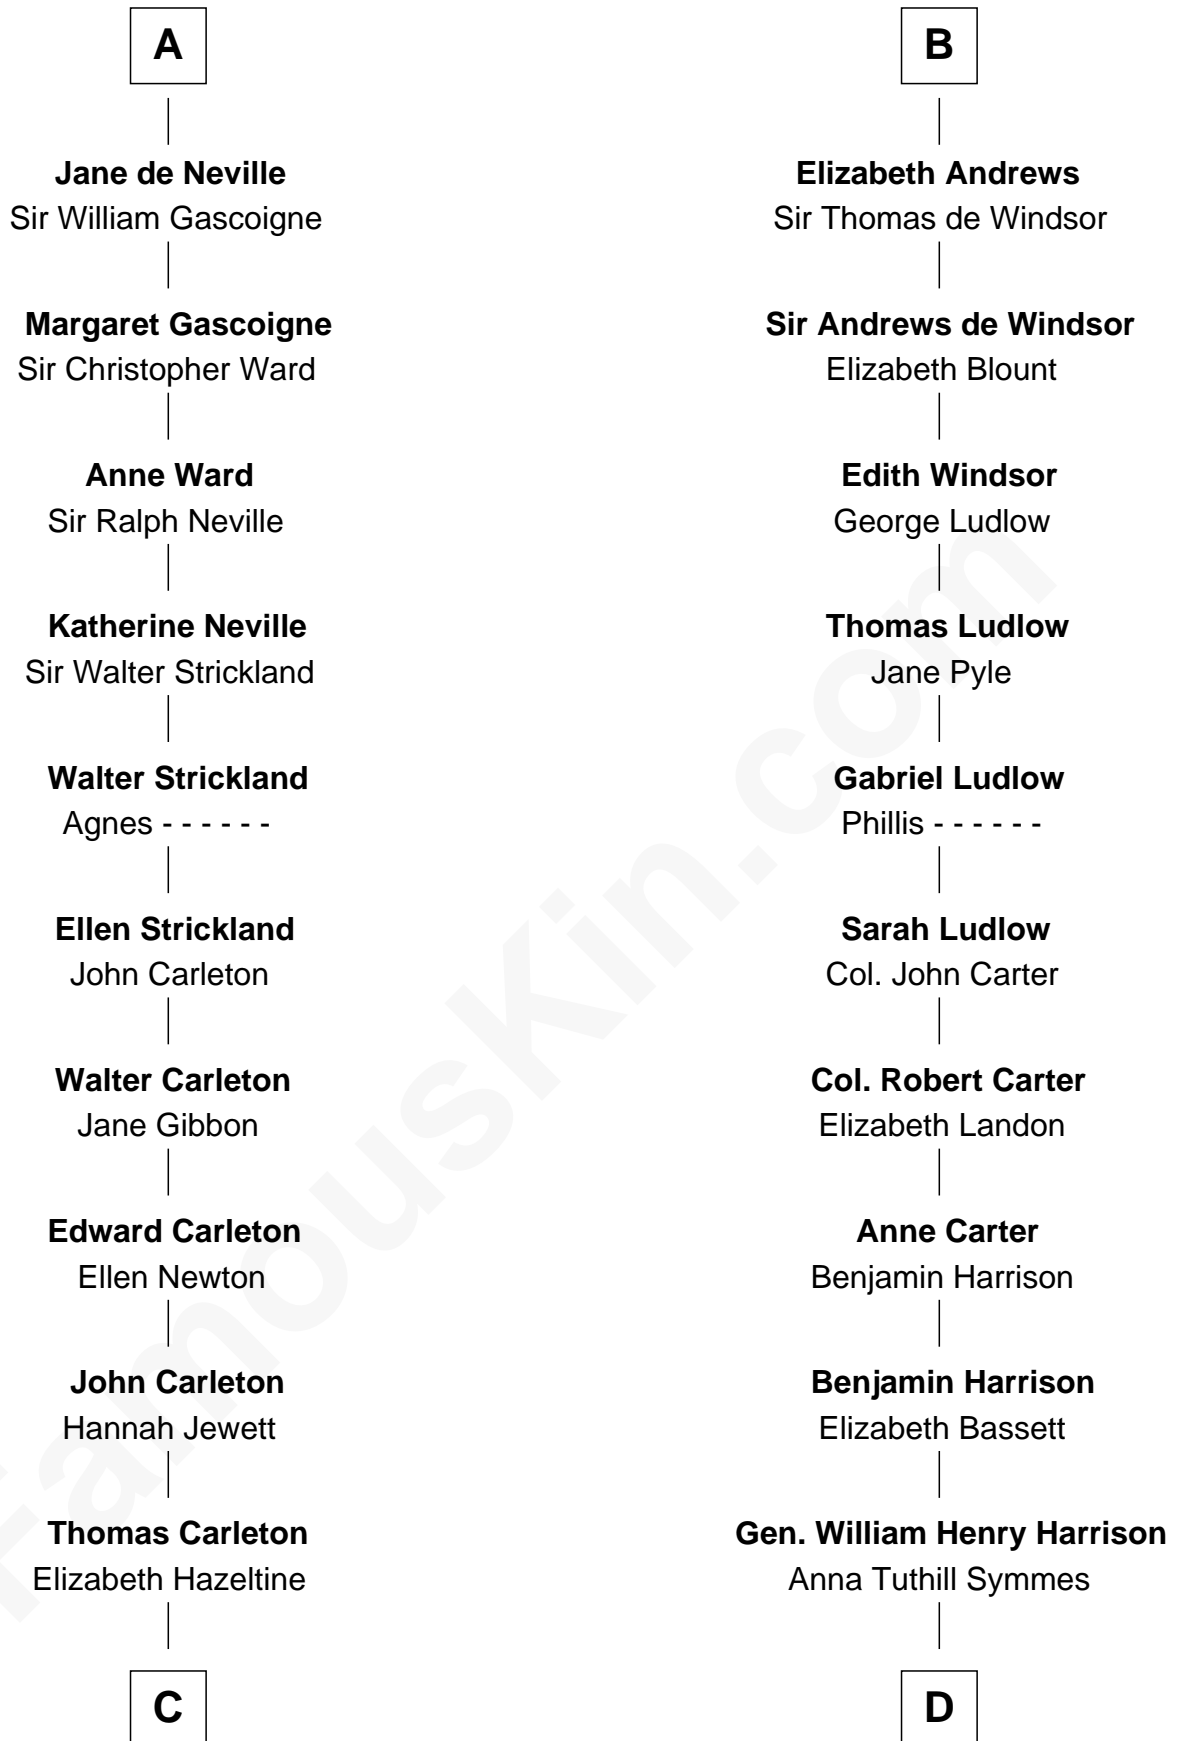 A
Jane de Neville
Sir William Gascoigne
Margaret Gascoigne
Sir Christopher Ward
Anne Ward
Sir Ralph Neville
Katherine Neville
Sir Walter Strickland
Walter Strickland
Agnes - - - - - -
Ellen Strickland
John Carleton
Walter Carleton
Jane Gibbon
Edward Carleton
Ellen Newton
John Carleton
Hannah Jewett
Thomas Carleton
Elizabeth Hazeltine
C
B
Elizabeth Andrews
Sir Thomas de Windsor
Sir Andrews de Windsor
Elizabeth Blount
Edith Windsor
George Ludlow
Thomas Ludlow
Jane Pyle
Gabriel Ludlow
Phillis - - - - - -
Sarah Ludlow
Col. John Carter
Col. Robert Carter
Elizabeth Landon
Anne Carter
Benjamin Harrison
Benjamin Harrison
Elizabeth Bassett
Gen. William Henry Harrison
Anna Tuthill Symmes
D
FamousKin.com